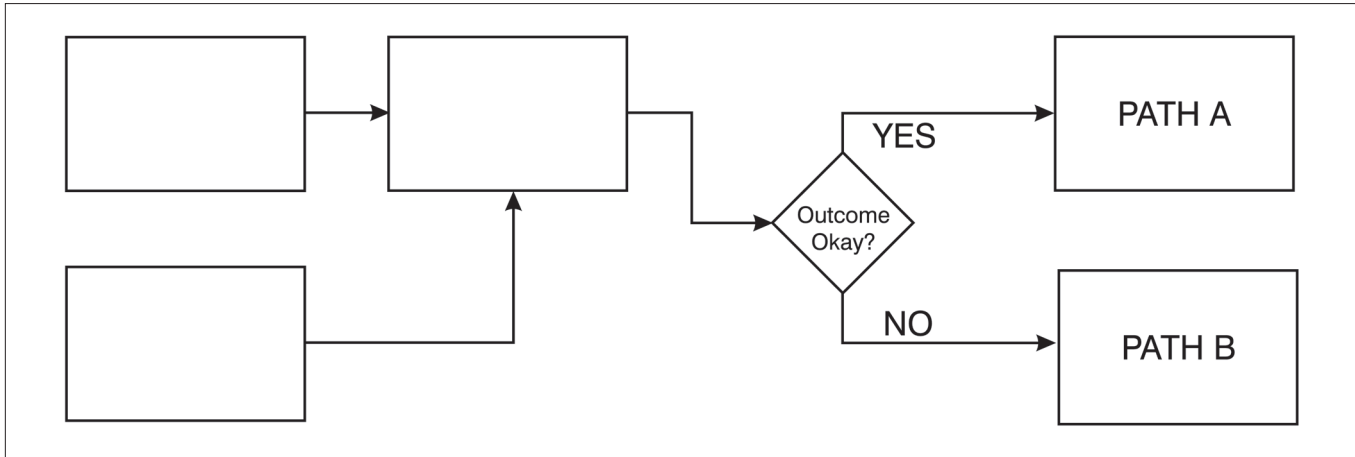 YES
PATH A
Outcome
Okay?
NO
PATH B